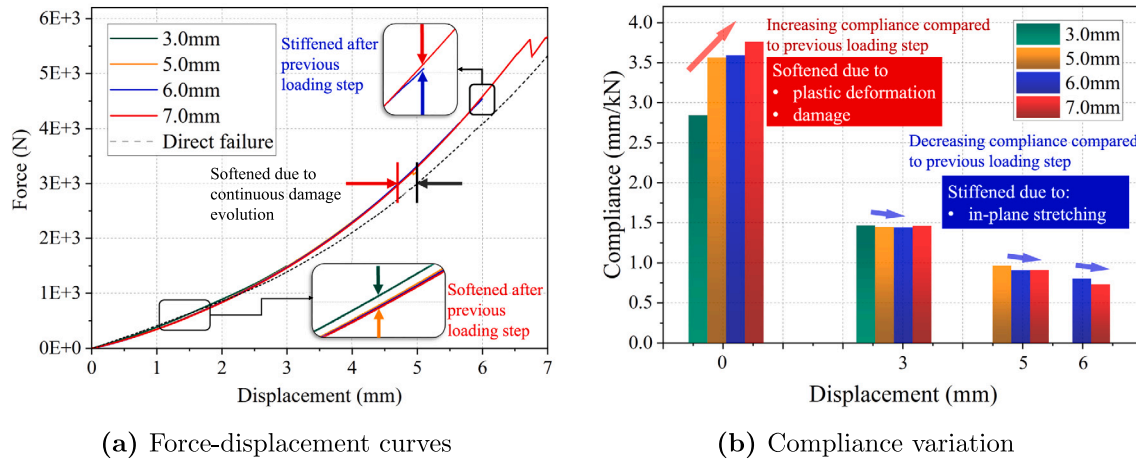 6E+3
5E+3
4E+3
3E+3
2E+3
1E+3
0E+0
Force (N)
0 1 2 3 4 5 6 7
Displacement (mm)
3.0mm
5.0mm
6.0mm
7.0mm
Direct failure
Stiffened after
previous
loading step
Softened due to
continuous damage
evolution
Softened after
previous
loading step
(a) Force-displacement curves
4.0
3.5
3.0
2.5
2.0
1.5
1.0
0.5
0.0
Compliance (mm/kN)
0 3 5 6
Displacement (mm)
Increasing compliance compared
to previous loading step
Softened due to
• plastic deformation
• damage
3.0mm
5.0mm
6.0mm
7.0mm
Decreasing compliance compared
to previous loading step
Stiffened due to:
• in-plane stretching
(b) Compliance variation